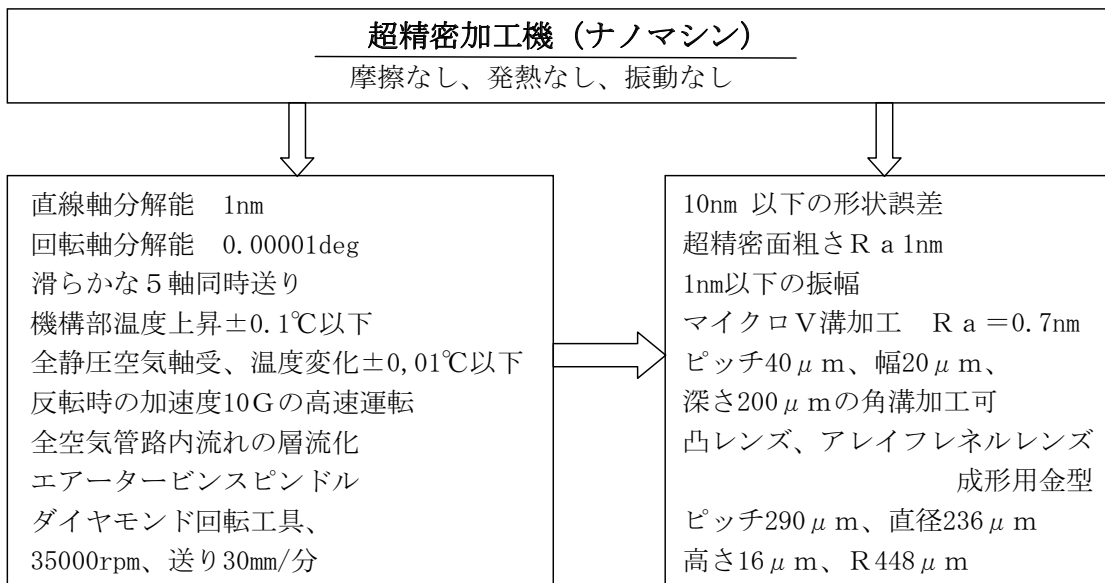 超精密加工機（ナノマシン）
摩擦なし、発熱なし、振動なし
直線軸分解能　1nm
回転軸分解能　0.00001deg
滑らかな５軸同時送り
機構部温度上昇±0.1℃以下
全静圧空気軸受、温度変化±0,01℃以下
反転時の加速度10Ｇの高速運転
全空気管路内流れの層流化
エアータービンスピンドル
ダイヤモンド回転工具、
35000rpm、送り30mm/分
10nm 以下の形状誤差
超精密面粗さＲａ1nm
1nm以下の振幅
マイクロＶ溝加工　Ｒａ＝0.7nm
ピッチ40μｍ、幅20μｍ、
深さ200μｍの角溝加工可
凸レンズ、アレイフレネルレンズ
成形用金型
ピッチ290μｍ、直径236μｍ
高さ16μｍ、Ｒ448μｍ